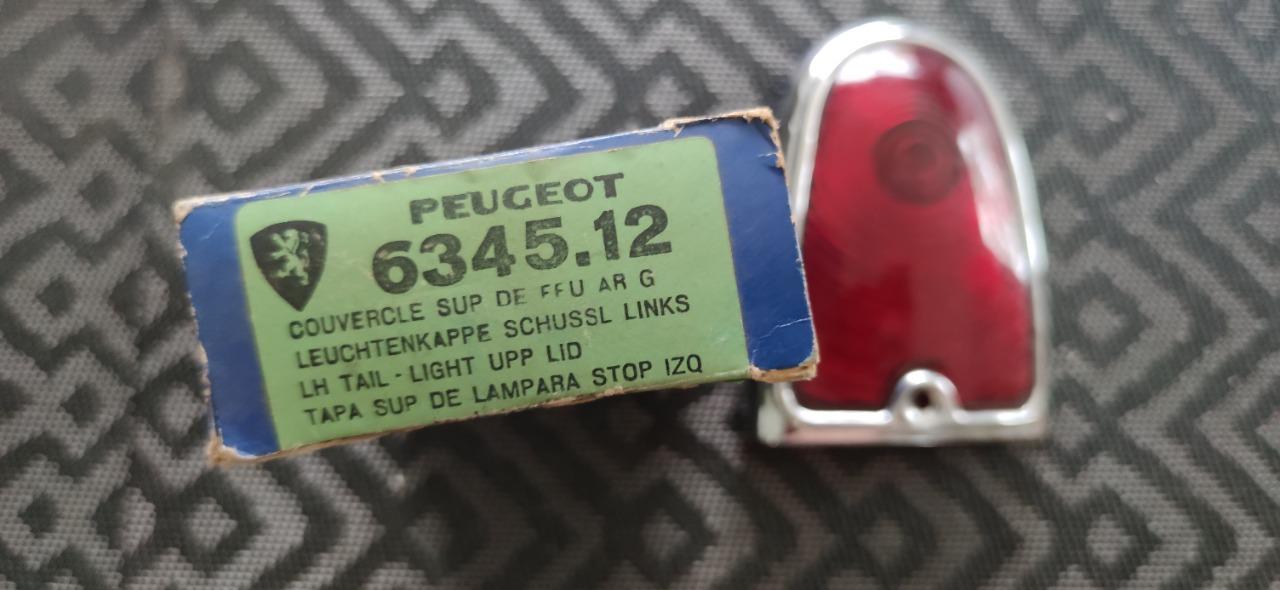 PEUGEOT
6345.12
COUVERCLE SUP DE FFU AR G
LEUCHTENKAPPE SCHUSSL LINKS
LH TAIL-LIGHT UPP LID
TAPA SUP DE LAMPARA STOP IZQ